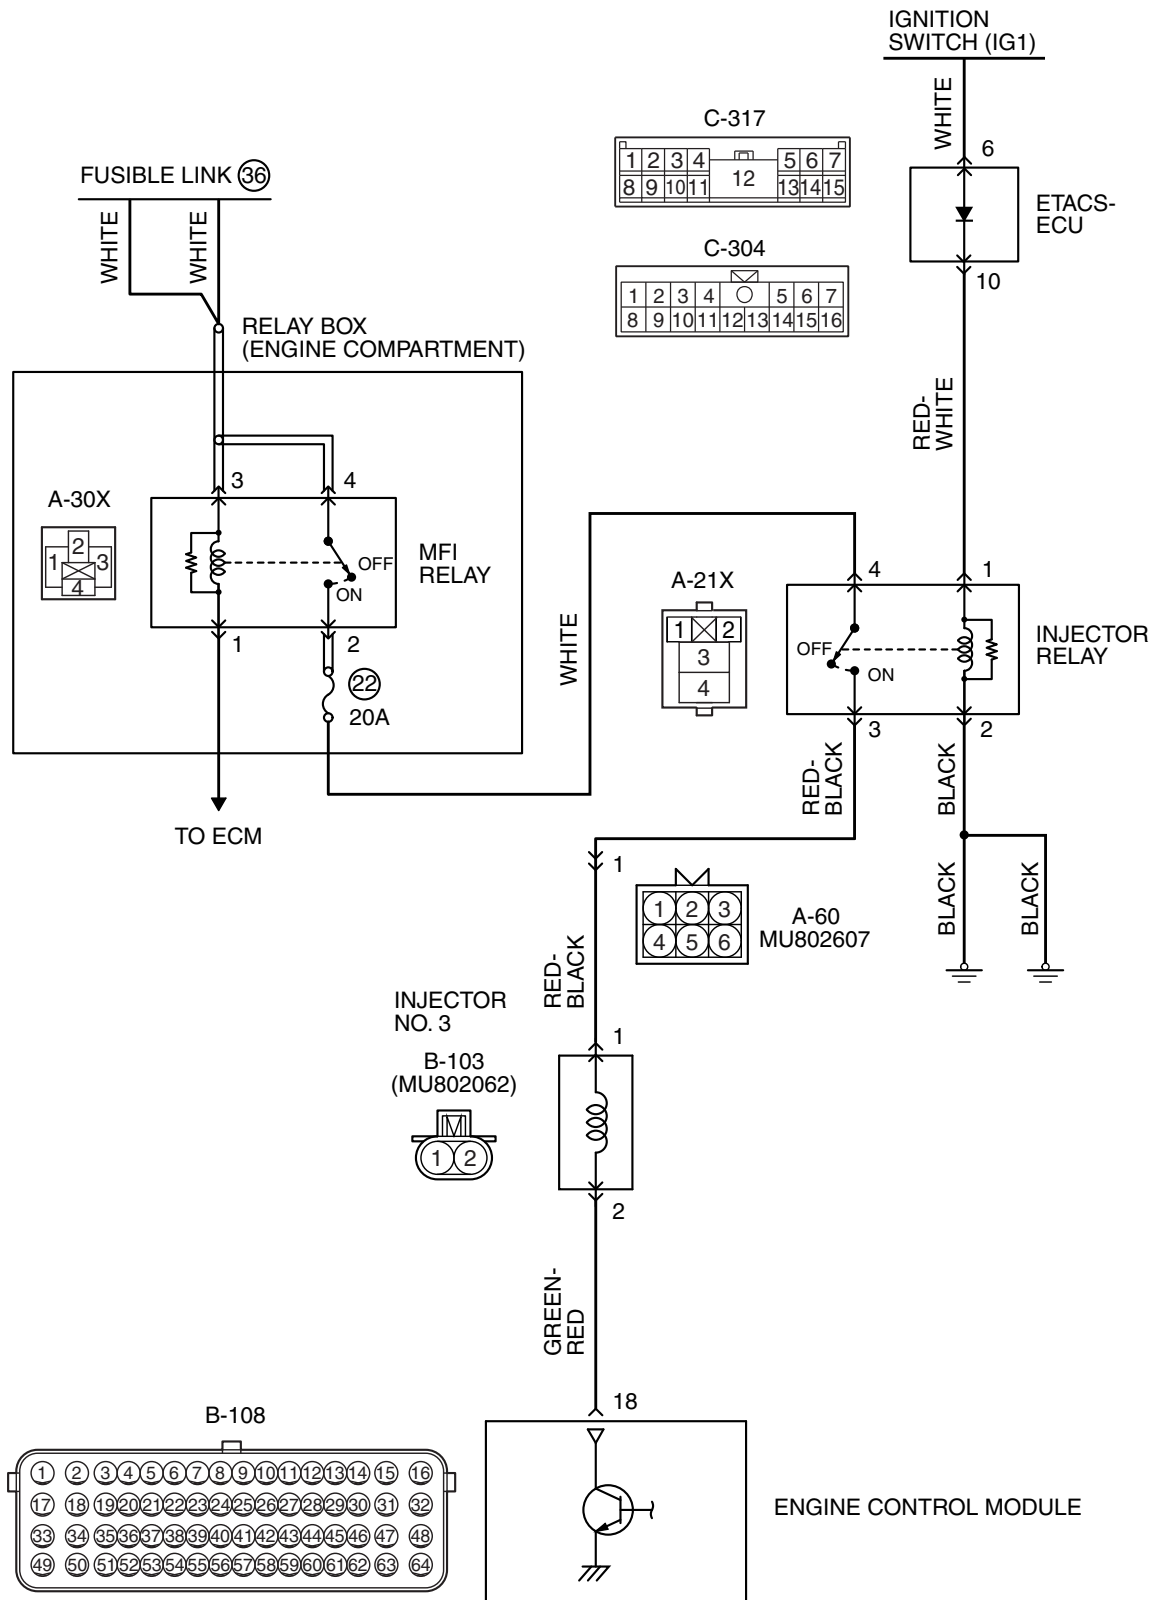 IGNITION
SWITCH (IG1)
WHITE
6
ETACS-
ECU
10
C-317
1 2 3 4 5 6 7
12
8 9 10 11 13 14 15
C-304
1 2 3 4 5 6 7
8 9 10 11 12 13 14 15 16
FUSIBLE LINK 36
WHITE
WHITE
RELAY BOX
(ENGINE COMPARTMENT)
RED-
WHITE
3
4
A-30X
2
1 3
4
OFF
ON
MFI
RELAY
1
2
22
20A
TO ECM
WHITE
A-21X
1 2
3
4
4
1
OFF
ON
INJECTOR
RELAY
3
2
RED-
BLACK
BLACK
1
A-60
MU802607
1 2 3
4 5 6
BLACK
BLACK
RED-
BLACK
INJECTOR
NO. 3
B-103
(MU802062)
1 2
1
2
GREEN-
RED
18
B-108
1 2 3 4 5 6 7 8 9 10 11 12 13 14 15 16
17 18 19 20 21 22 23 24 25 26 27 28 29 30 31 32
33 34 35 36 37 38 39 40 41 42 43 44 45 46 47 48
49 50 51 52 53 54 55 56 57 58 59 60 61 62 63 64
ENGINE CONTROL MODULE